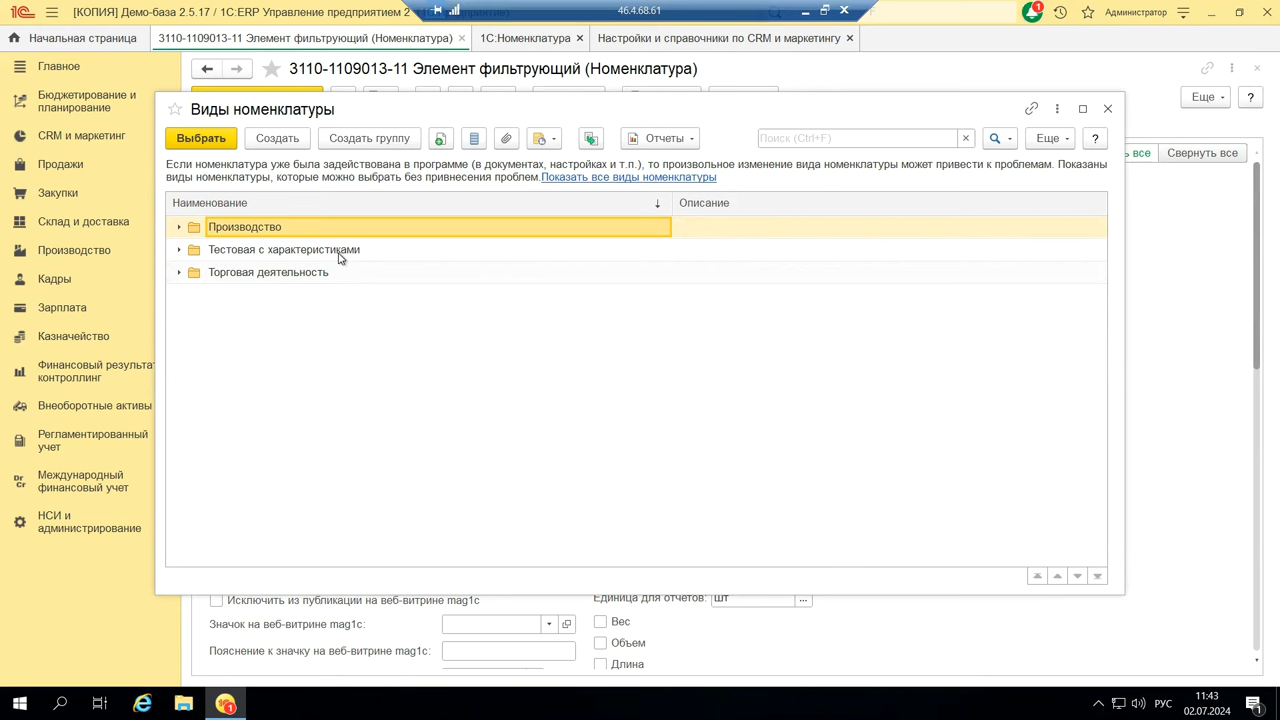 [КОПИЯ] Демо-база 2.5.17 / 1С:ERP Управление предприятием 2
46.4.68.61
Администратор
Начальная страница
3110-1109013-11 Элемент фильтрующий (Номенклатура)
1С:Номенклатура
Настройки и справочники по CRM и маркетингу
Главное
Бюджетирование и
планирование
CRM и маркетинг
Продажи
Закупки
Склад и доставка
Производство
Кадры
Зарплата
Казначейство
Финансовый результат
контроллинг
Внеоборотные активы
Регламентированный
учет
Международный
финансовый учет
НСИ и
администрирование
3110-1109013-11 Элемент фильтрующий (Номенклатура)
Еще
?
ь все
Свернуть все
Виды номенклатуры
Выбрать
Создать
Создать группу
Отчеты
Поиск (Ctrl+F)
Еще
?
Если номенклатура уже была задействована в программе (в документах, настройках и т.п.), то произвольное изменение вида номенклатуры может привести к проблемам. Показаны
виды номенклатуры, которые можно выбрать без привнесения проблем.Показать все виды номенклатуры
Наименование
Описание
Производство
Тестовая с характеристиками
Торговая деятельность
Исключить из публикации на веб-витрине mag1c
Единица для отчетов:
шт
Значок на веб-витрине mag1c:
Вес
Объем
Пояснение к значку на веб-витрине mag1c:
Длина
РУС
11:43
02.07.2024